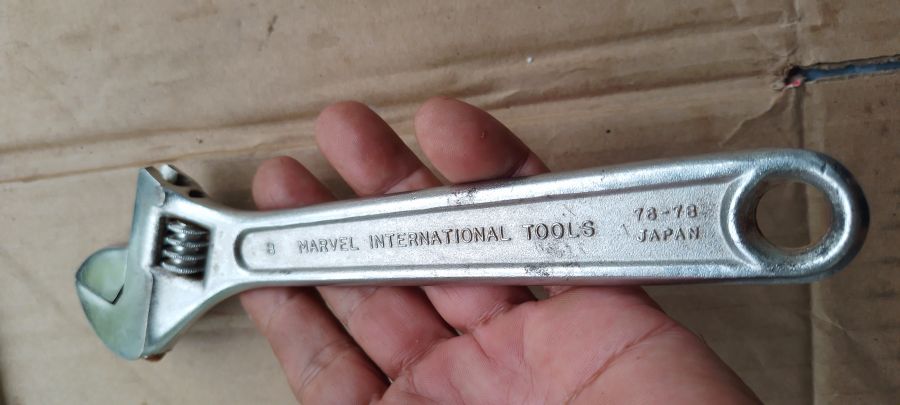 8 MARVEL INTERNATIONAL TOOLS
78-78
JAPAN